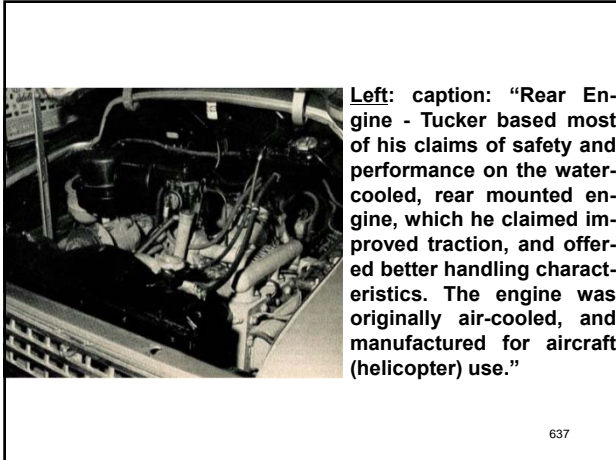 Left: caption: “Rear En-
gine - Tucker based most
of his claims of safety and
performance on the water-
cooled, rear mounted en-
gine, which he claimed im-
proved traction, and offer-
ed better handling charact-
eristics. The engine was
originally air-cooled, and
manufactured for aircraft
(helicopter) use.”
637